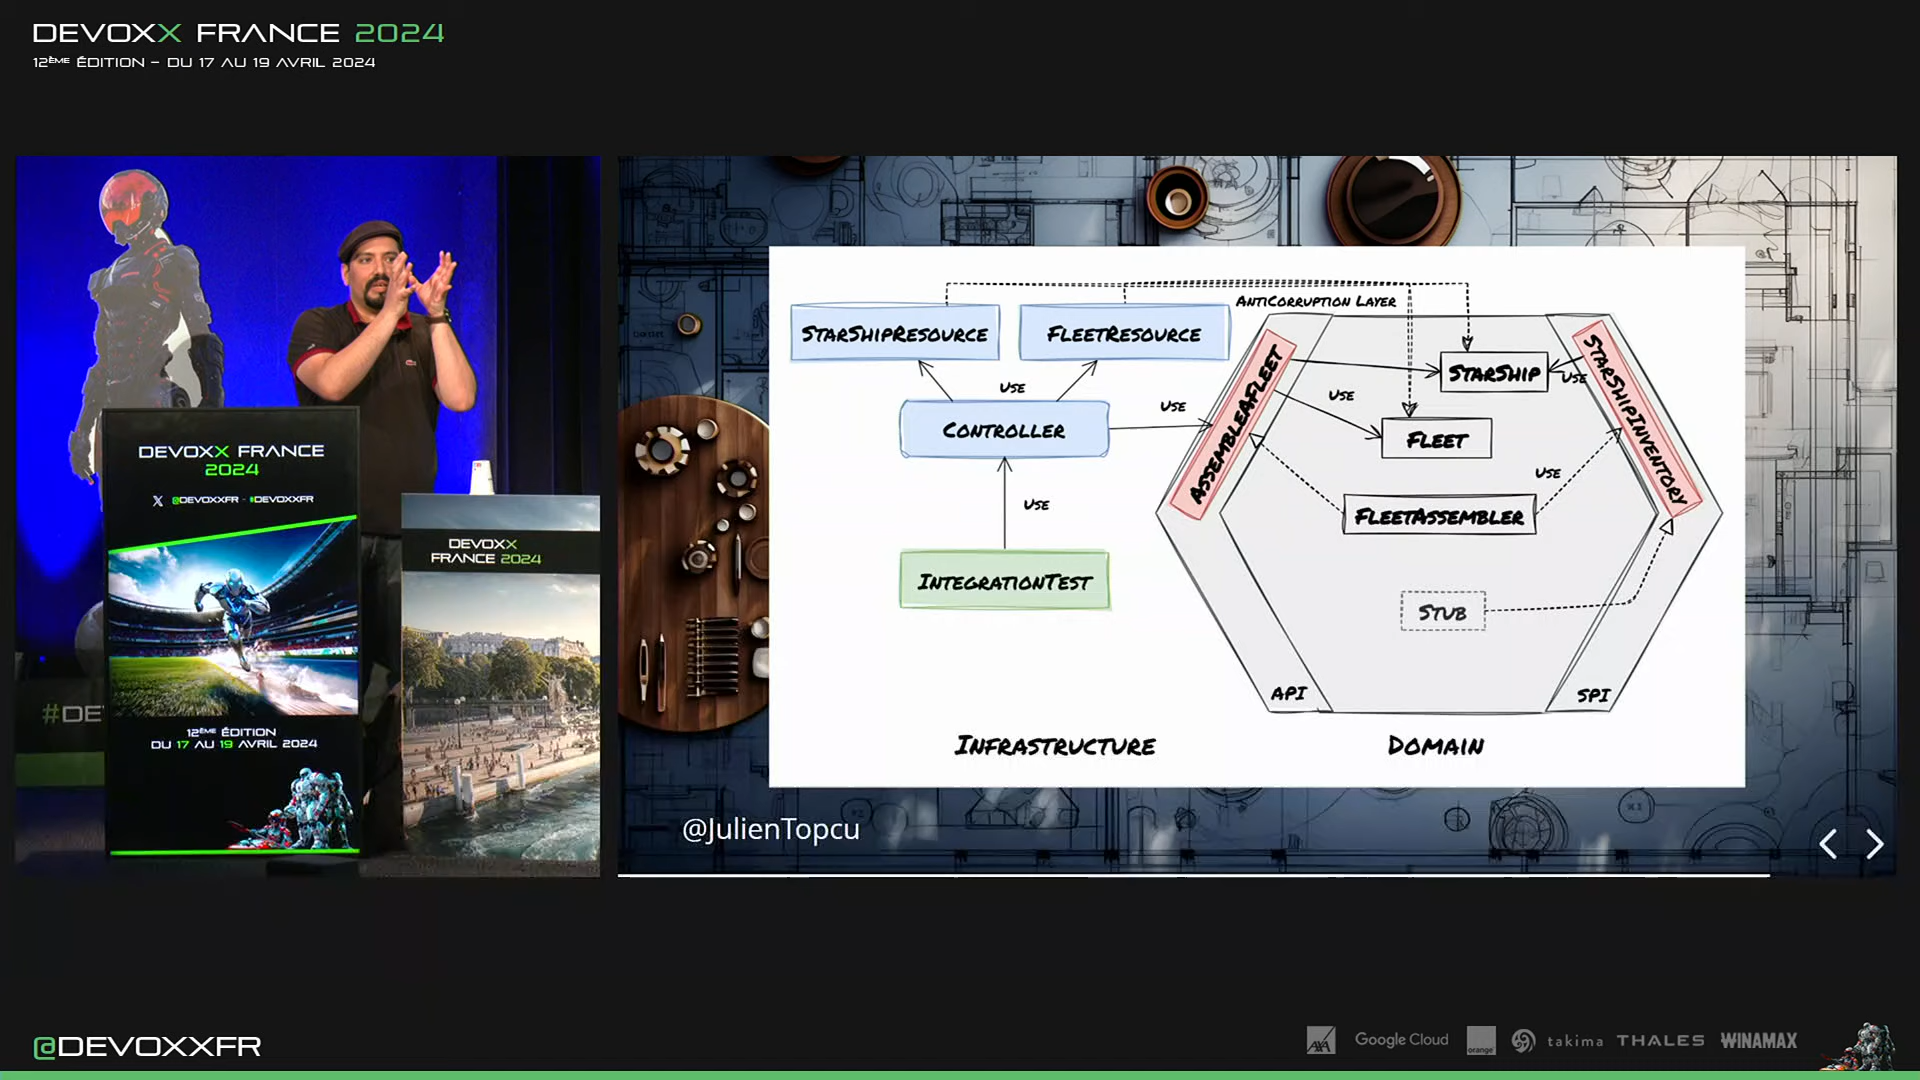 DEVOXX FRANCE 2024
12ÈME ÉDITION – DU 17 AU 19 AVRIL 2024
DEVOXX FRANCE
2024
@DEVOXXFR - #DEVOXXFR
12ÈME ÉDITION
DU 17 AU 19 AVRIL 2024
DEVOXX
FRANCE 2024
#DE
ANTICORRUPTION LAYER
STARSHIPRESOURCE
FLEETRESOURCE
USE
CONTROLLER
USE
USE
INTEGRATIONTEST
ASSEMBLEAFLEET
STARSHIP
USE
USE
FLEET
STARSHIPINVENTORY
USE
FLEETASSEMBLER
STUB
API
SPI
INFRASTRUCTURE
DOMAIN
@JulienTopcu
@DEVOXXFR
AXA
Google Cloud
orange
takima
THALES
WINAMAX